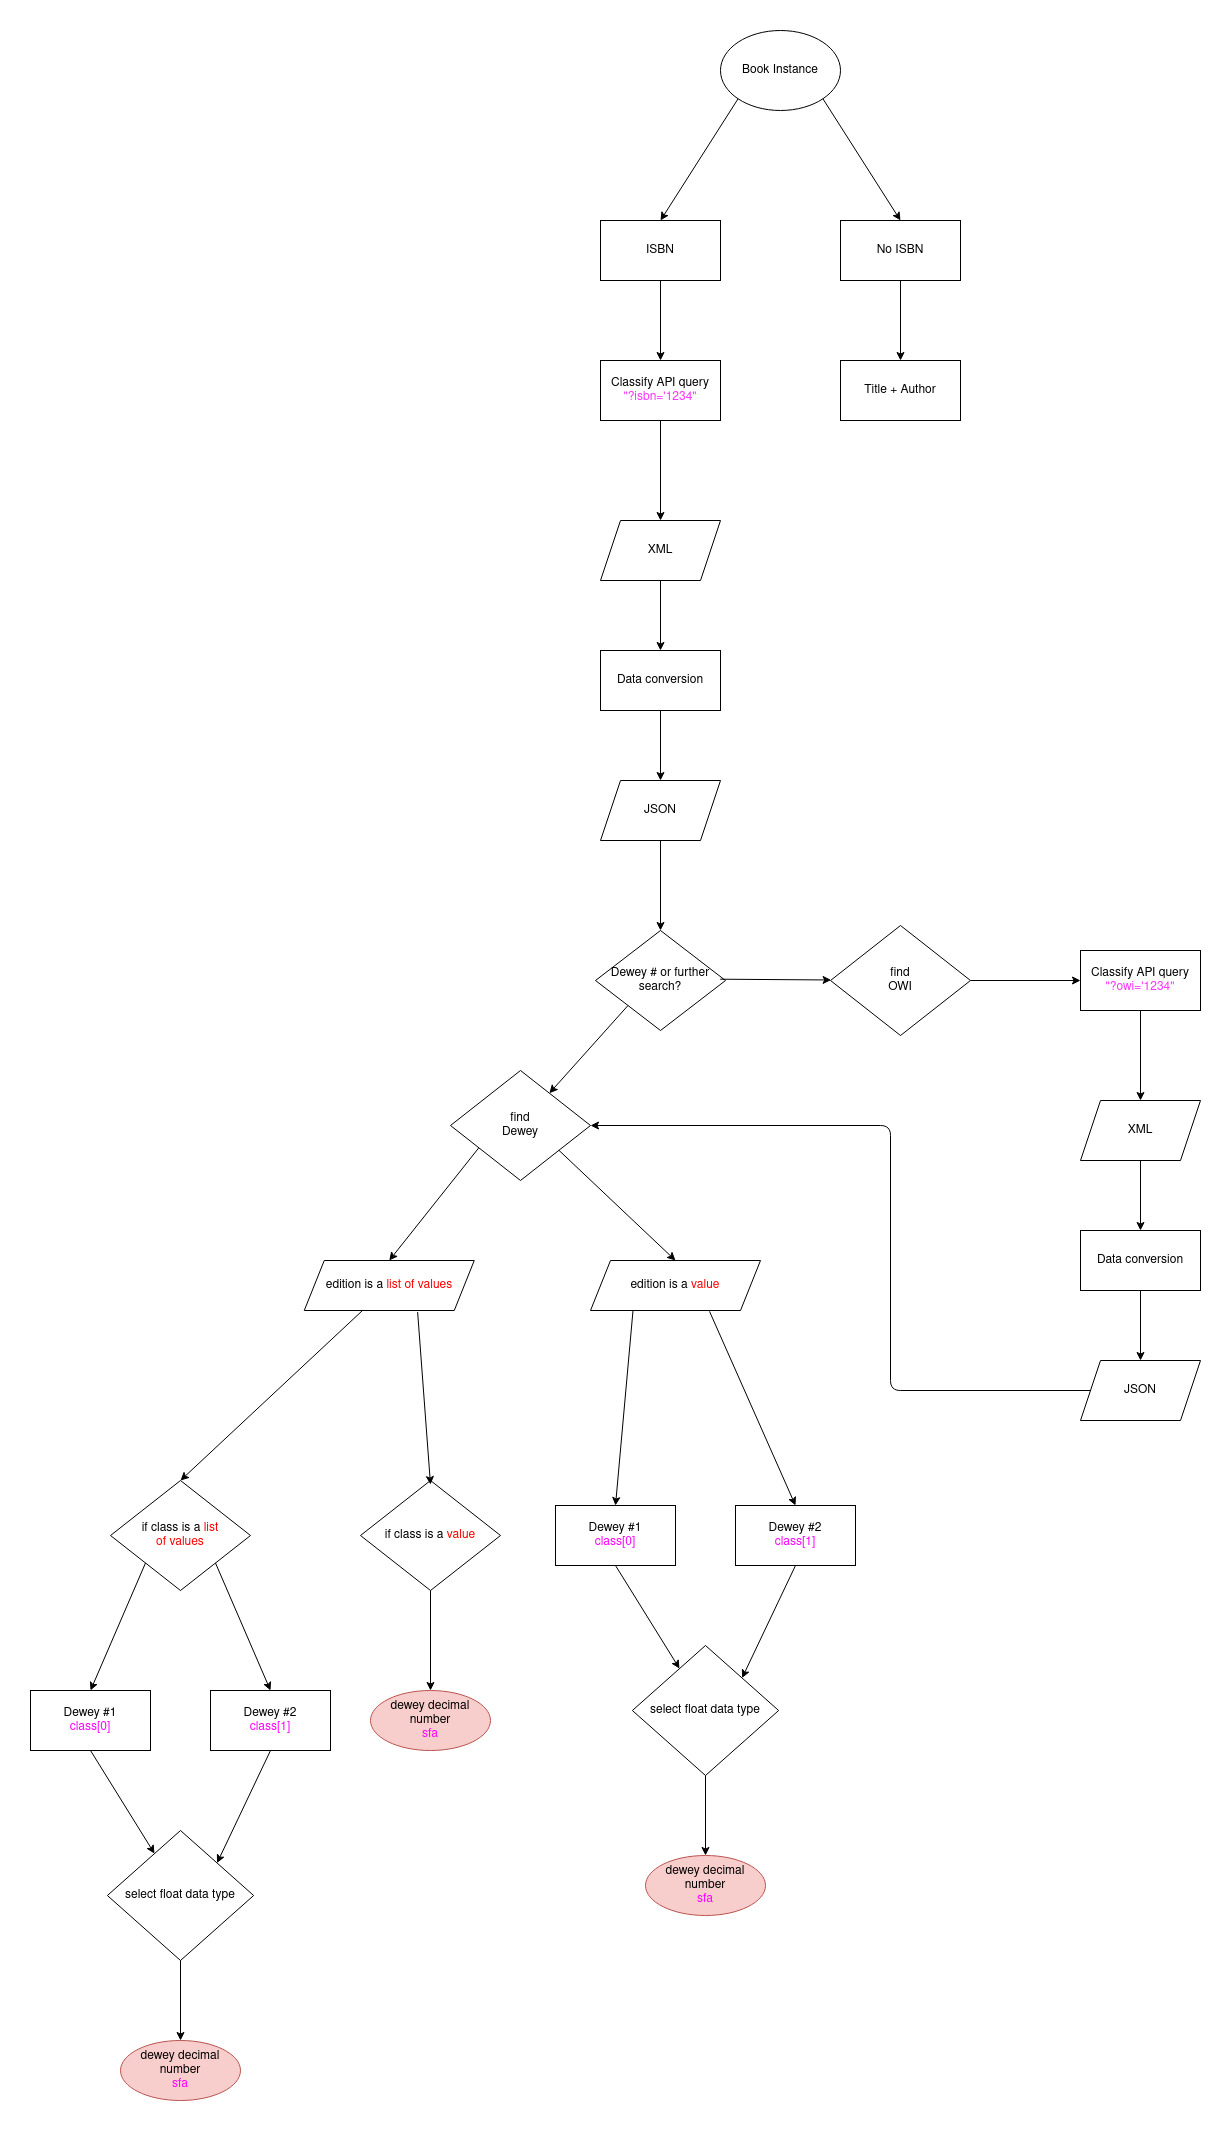 Book Instance
ISBN
No ISBN
Classify API query
"?isbn='1234"
Title + Author
XML
Data conversion
JSON
Dewey # or further
search?
find
OWI
Classify API query
"?owi='1234"
find
Dewey
XML
edition is a list of values
edition is a value
Data conversion
JSON
if class is a list
of values
if class is a value
Dewey #1
class[0]
Dewey #2
class[1]
Dewey #1
class[0]
Dewey #2
class[1]
dewey decimal
number
sfa
select float data type
select float data type
dewey decimal
number
sfa
dewey decimal
number
sfa